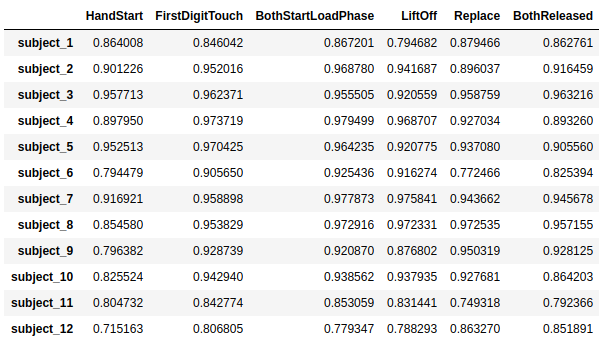 HandStart FirstDigitTouch BothStartLoadPhase LiftOff Replace BothReleased
subject_1 0.864008 0.846042 0.867201 0.794682 0.879466 0.862761
subject_2 0.901226 0.952016 0.968780 0.941687 0.896037 0.916459
subject_3 0.957713 0.962371 0.955505 0.920559 0.958759 0.963216
subject_4 0.897950 0.973719 0.979499 0.968707 0.927034 0.893260
subject_5 0.952513 0.970425 0.964235 0.920775 0.937080 0.905560
subject_6 0.794479 0.905650 0.925436 0.916274 0.772466 0.825394
subject_7 0.916921 0.958898 0.977873 0.975841 0.943662 0.945678
subject_8 0.854580 0.953829 0.972916 0.972331 0.972535 0.957155
subject_9 0.796382 0.928739 0.920870 0.876802 0.950319 0.928125
subject_10 0.825524 0.942940 0.938562 0.937935 0.927681 0.864203
subject_11 0.804732 0.842774 0.853059 0.831441 0.749318 0.792366
subject_12 0.715163 0.806805 0.779347 0.788293 0.863270 0.851891